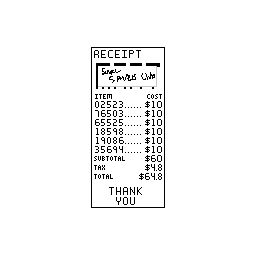 RECEIPT
ITEM COST
02523...... $10
76503...... $10
65525...... $10
18598...... $10
19086...... $10
35694...... $10
SUBTOTAL $60
TAX $4.8
TOTAL $64.8
THANK
YOU